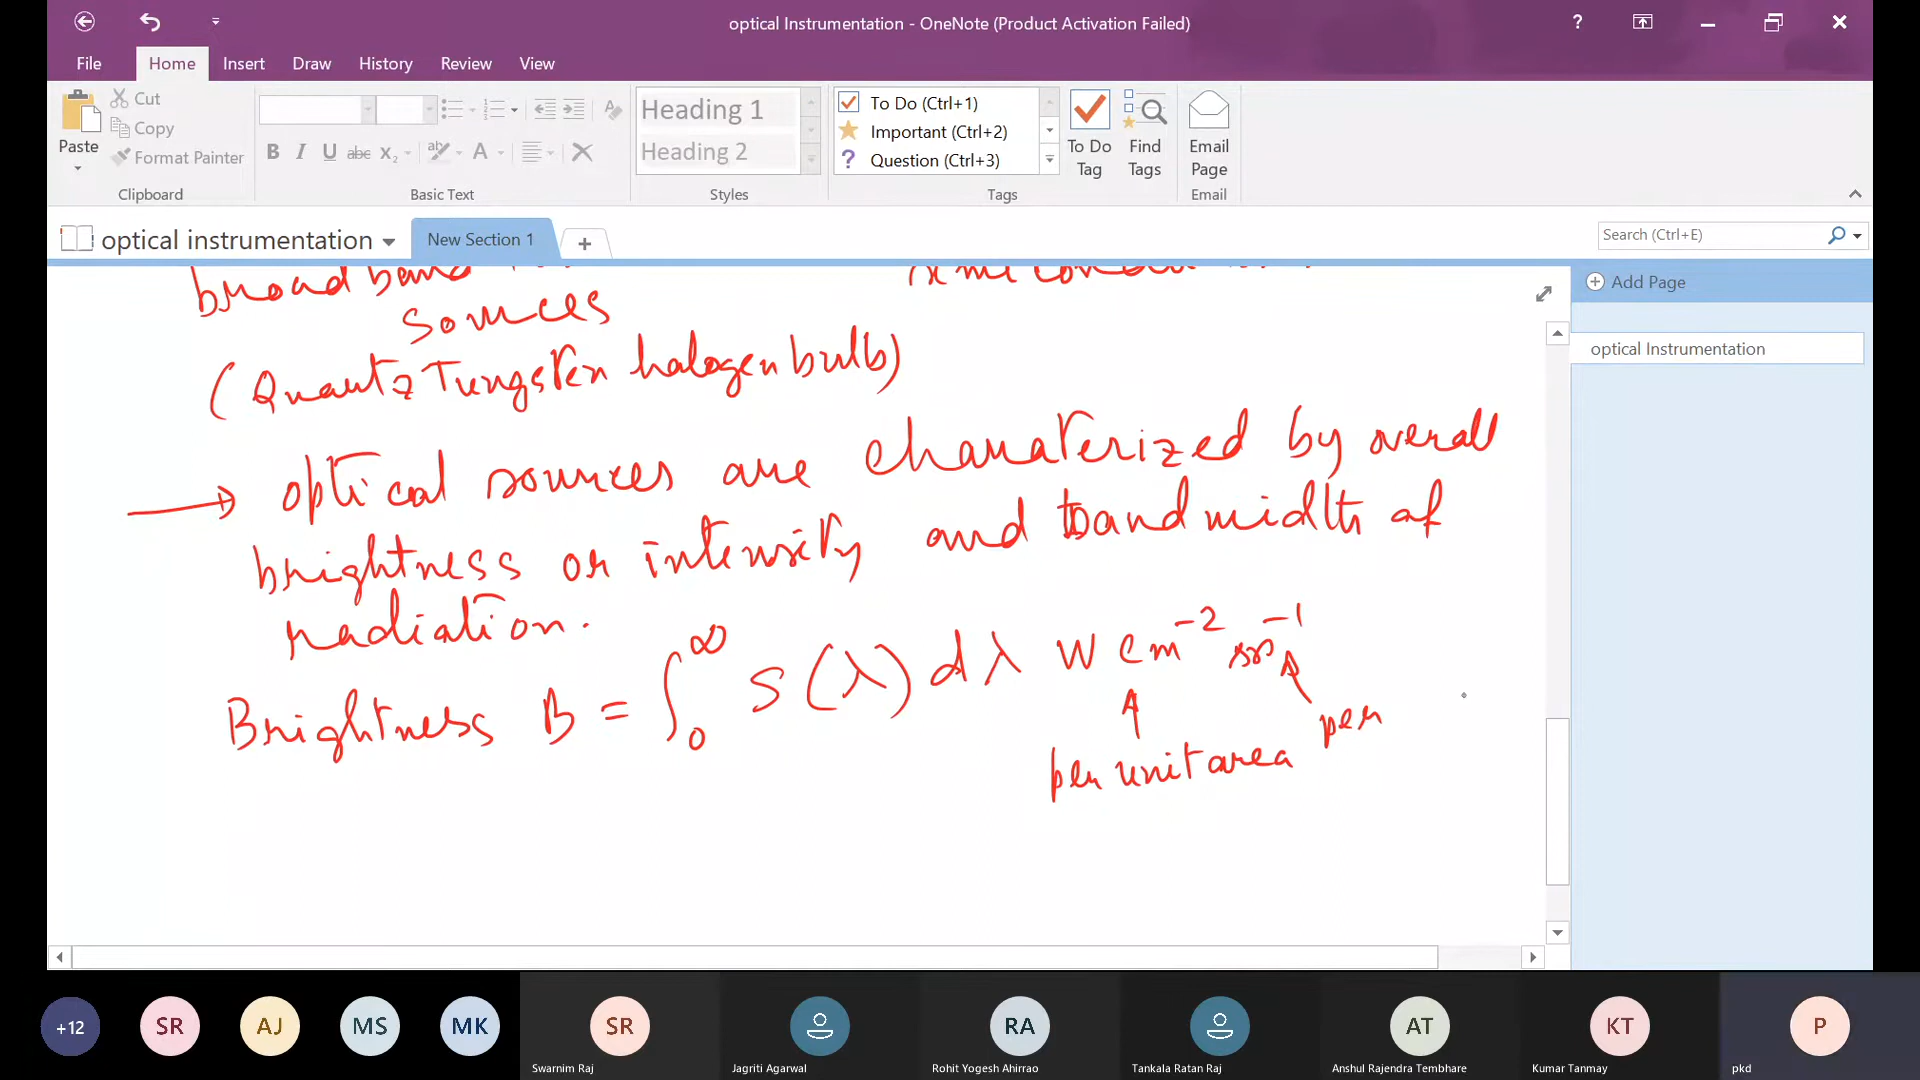 optical Instrumentation - OneNote (Product Activation Failed)
?
File Home Insert Draw History Review View
Paste
Cut
Copy
Format Painter
Clipboard
B I U abc X₂ ab A
Basic Text
Heading 1
Heading 2
Styles
To Do (Ctrl+1)
Important (Ctrl+2)
Question (Ctrl+3)
To Do Tag
Find Tags
Tags
Email Page
Email
optical instrumentation
New Section 1
+
Search (Ctrl+E)
Add Page
optical Instrumentation
broadband
sources
(Quartz Tungsten halogen bulb)
→ optical sources are charaterized by overall
brightness or intensity and bandwidth of
radiation.
Brightness B = ∫₀^∞ S(λ) dλ W cm⁻² sr⁻¹
per unit area per
+12 SR AJ MS MK SR RA AT KT P
Swarnim Raj Jagriti Agarwal Rohit Yogesh Ahirrao Tankala Ratan Raj Anshul Rajendra Tembhare Kumar Tanmay pkd